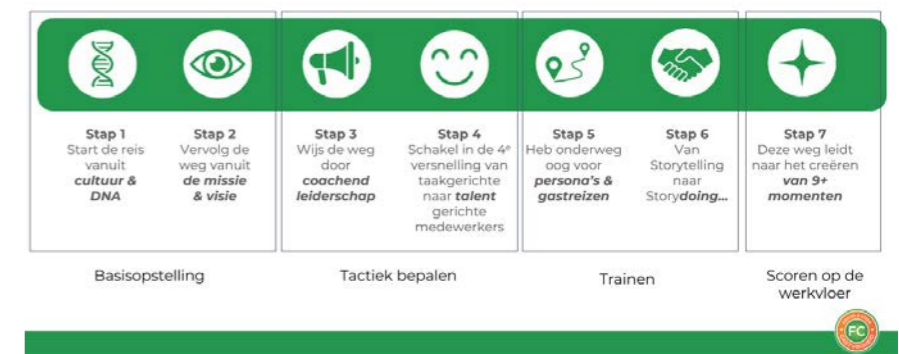 Stap 1
Start de reis
vanuit
cultuur &
DNA
Stap 2
Vervolg de
weg vanuit
de missie
& visie
Stap 3
Wijs de weg
door
coachend
leiderschap
Stap 4
Schakel in de 4e
versnelling van
taakgerichte
naar talent
gerichte
medewerkers
Stap 5
Heb onderweg
oog voor
persona's &
gastreizen
Stap 6
Van
Storytelling
naar
Storydoing...
Stap 7
Deze weg leidt
naar het creëren
van 9+
momenten
Basisopstelling
Tactiek bepalen
Trainen
Scoren op de
werkvloer
FC